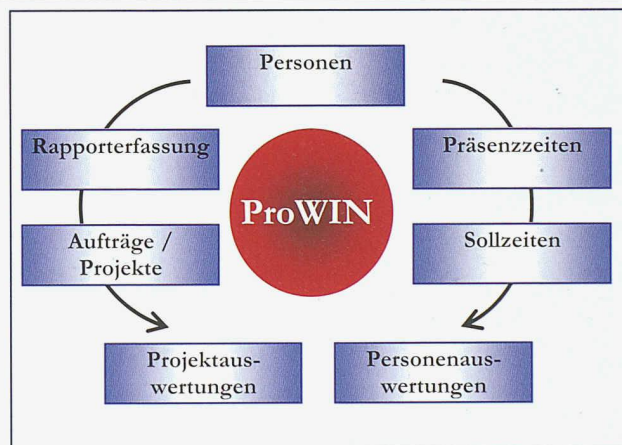 Personen
Rapporterfassung
Präsenzzeiten
ProWIN
Aufträge /
Projekte
Sollzeiten
Projektaus-
wertungen
Personenaus-
wertungen